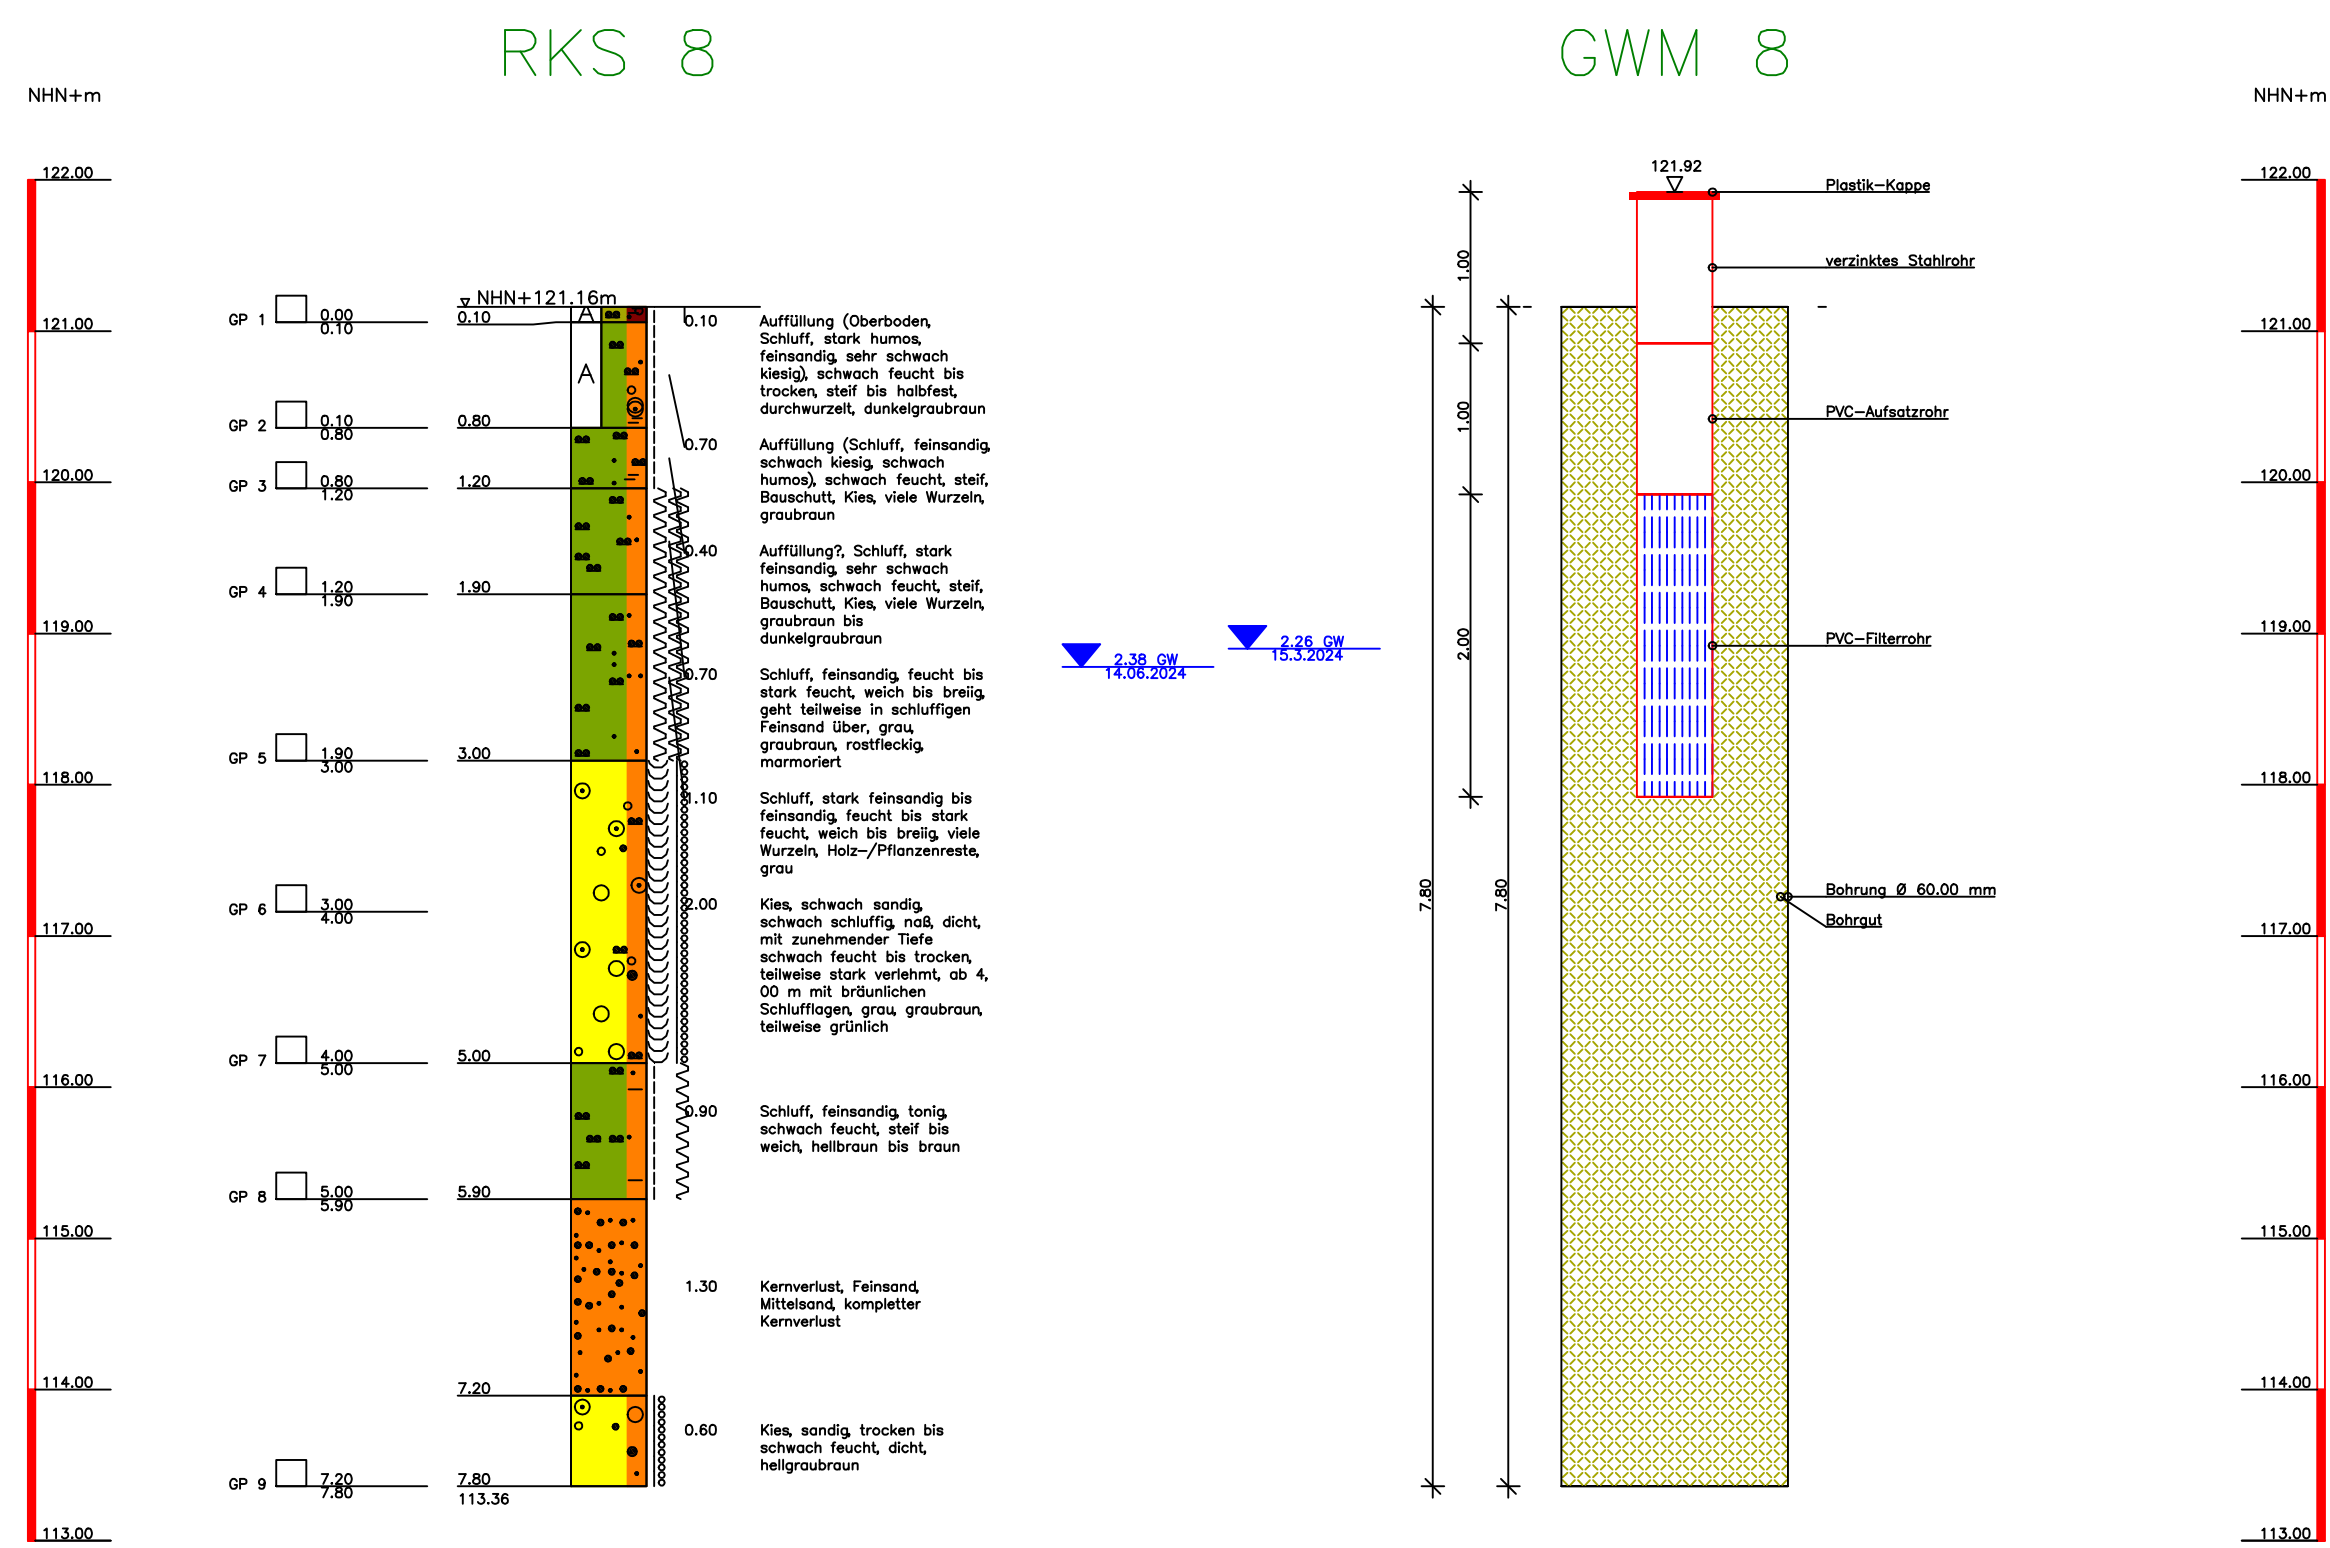 RKS 8
GWM 8
NHN+m
NHN+m
122.00
121.00
120.00
119.00
118.00
117.00
116.00
115.00
114.00
113.00
GP 1
0.00
0.10
GP 2
0.10
0.80
GP 3
0.80
1.20
GP 4
1.20
1.90
GP 5
1.90
3.00
GP 6
3.00
4.00
GP 7
4.00
5.00
GP 8
5.00
5.90
GP 9
7.20
7.80
NHN+121.16m
0.10
0.80
1.20
1.90
3.00
5.00
5.90
7.20
7.80
113.36
A
A
0.10
Auffüllung (Oberboden,
Schluff, stark humos,
feinsandig, sehr schwach
kiesig), schwach feucht bis
trocken, steif bis halbfest,
durchwurzelt, dunkelgraubraun
0.70
Auffüllung (Schluff, feinsandig,
schwach kiesig, schwach
humos), schwach feucht, steif,
Bauschutt, Kies, viele Wurzeln,
graubraun
0.40
Auffüllung?, Schluff, stark
feinsandig, sehr schwach
humos, schwach feucht, steif,
Bauschutt, Kies, viele Wurzeln,
graubraun bis
dunkelgraubraun
0.70
Schluff, feinsandig, feucht bis
stark feucht, weich bis breiig,
geht teilweise in schluffigen
Feinsand über, grau,
graubraun, rostfleckig,
marmoriert
1.10
Schluff, stark feinsandig bis
feinsandig, feucht bis stark
feucht, weich bis breiig, viele
Wurzeln, Holz-/Pflanzenreste,
grau
2.00
Kies, schwach sandig,
schwach schluffig, naß, dicht,
mit zunehmender Tiefe
schwach feucht bis trocken,
teilweise stark verlehmt, ab 4,
00 m mit bräunlichen
Schlufflagen, grau, graubraun,
teilweise grünlich
0.90
Schluff, feinsandig, tonig,
schwach feucht, steif bis
weich, hellbraun bis braun
1.30
Kernverlust, Feinsand,
Mittelsand, kompletter
Kernverlust
0.60
Kies, sandig, trocken bis
schwach feucht, dicht,
hellgraubraun
2.38 GW
14.06.2024
2.26 GW
15.3.2024
7.80
7.80
1.00
1.00
2.00
121.92
Plastik-Kappe
verzinktes Stahlrohr
PVC-Aufsatzrohr
PVC-Filterrohr
Bohrung Ø 60.00 mm
Bohrgut
122.00
121.00
120.00
119.00
118.00
117.00
116.00
115.00
114.00
113.00